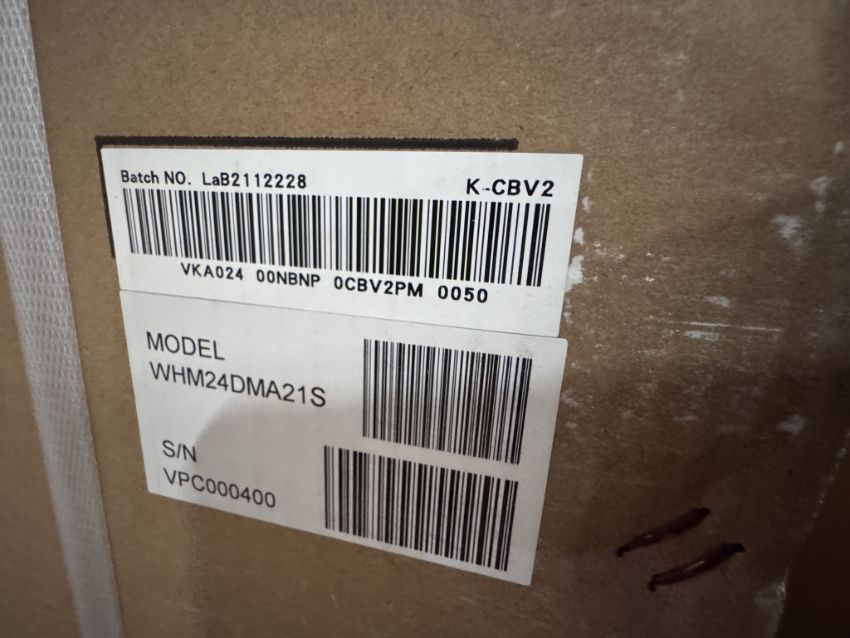 Batch NO. LaB2112228 K-CBV2
VKA024 00NBNP 0CBV2PM 0050
MODEL
WHM24DMA21S
S/N
VPC000400